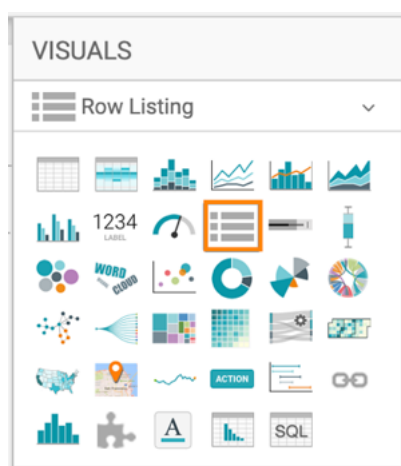 VISUALS
Row Listing
1234
LABEL
WORD
CLOUD
ACTION
A
SQL